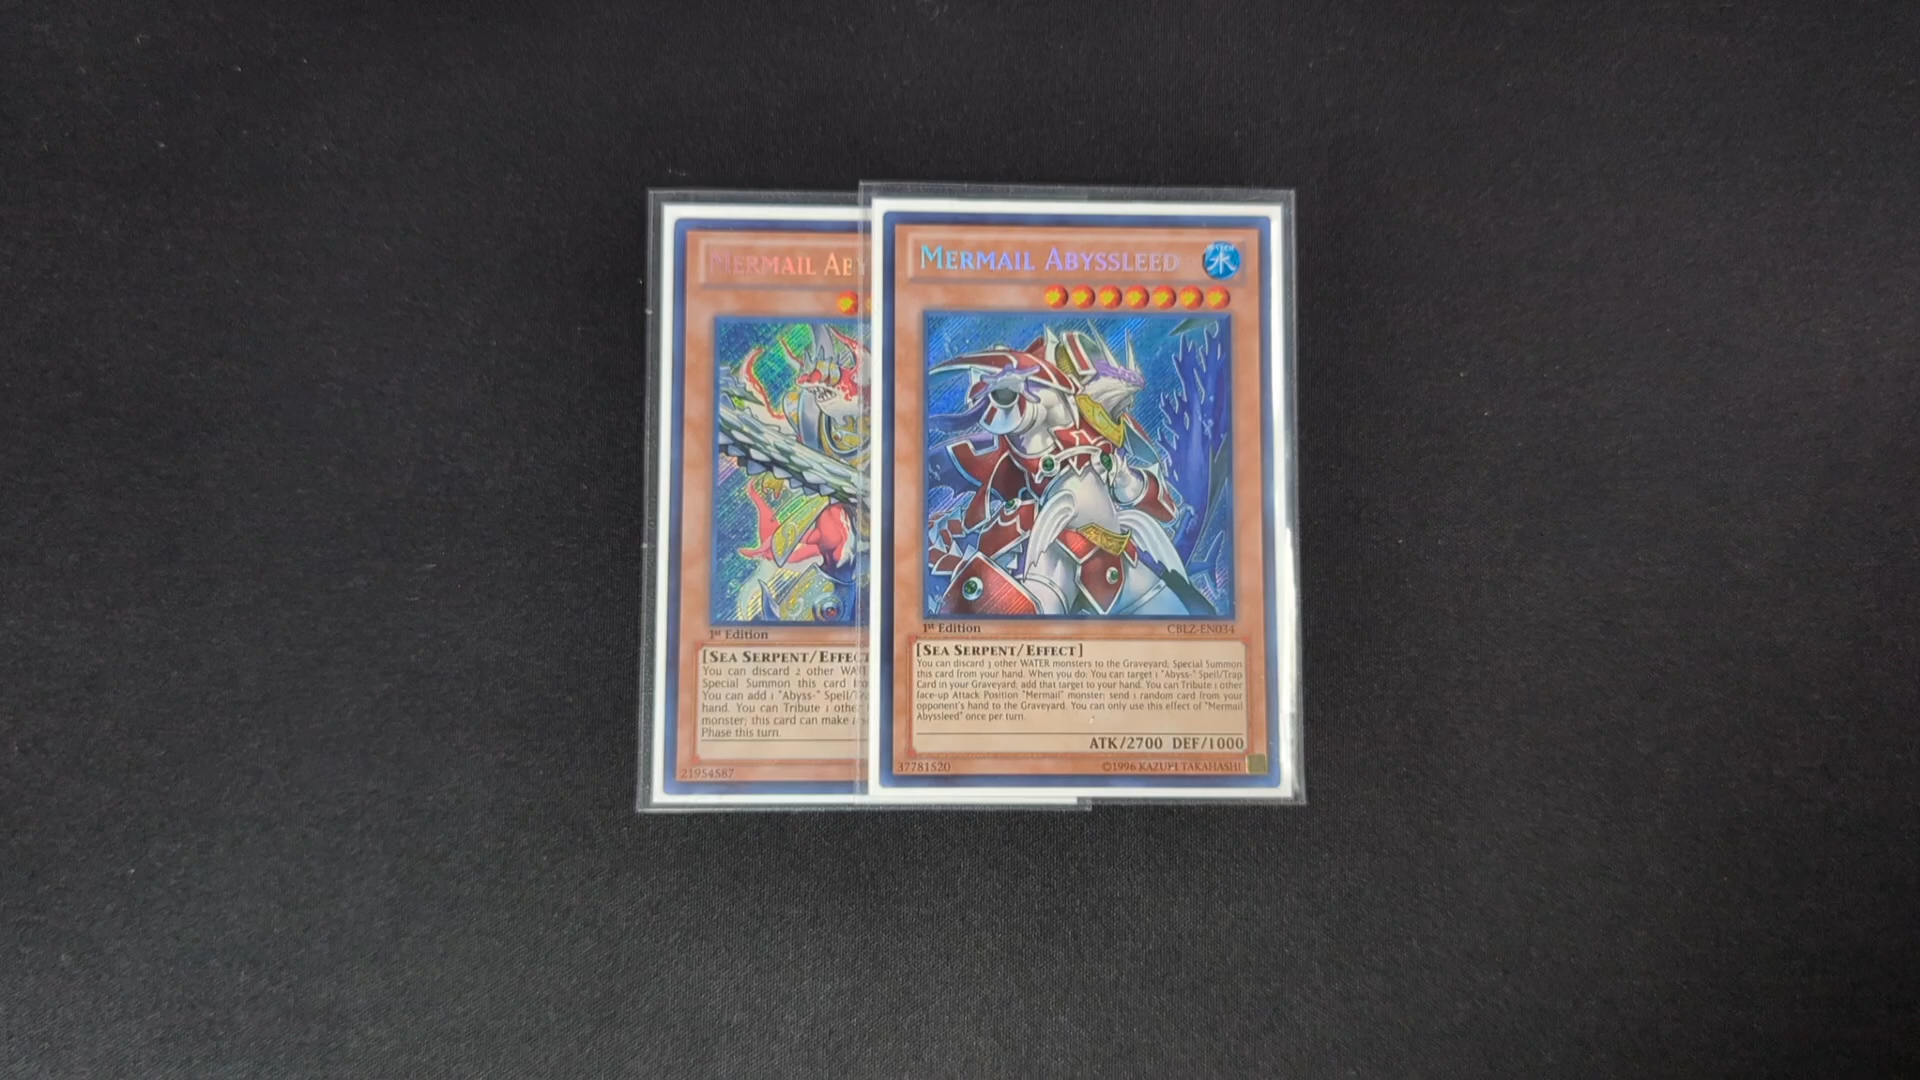 MERMAIL AB
1st Edition
[SEA SERPENT/EFFECT
You can discard 2 other
Special Summon this card
You can add 1 "Abyss-"
hand. You can Tribute 1 other
monster; this card can make
Phase this turn.
21954587
MERMAIL ABYSSLEED
WATER
水
1st Edition
CBLZ-EN034
[SEA SERPENT/EFFECT]
You can discard 3 other WATER monsters to the Graveyard; Special Summon
this card from your hand. When you do: You can target 1 "Abyss-" Spell/Trap
Card in your Graveyard; add that target to your hand. You can Tribute 1 other
face-up Attack Position "Mermail" monster; send 1 random card from your
opponent's hand to the Graveyard. You can only use this effect of "Mermail
Abyssleed" once per turn.
ATK/2700 DEF/1000
37781520
©1996 KAZUKI TAKAHASHI